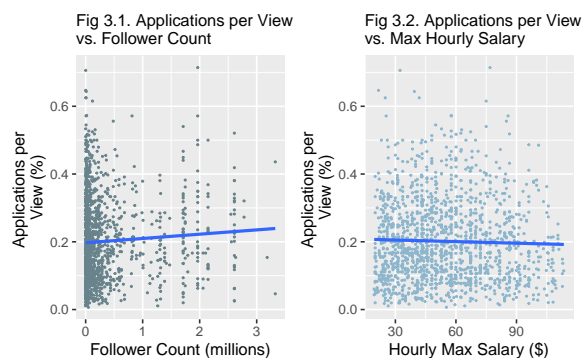 Fig 3.1. Applications per View
vs. Follower Count
0.6
0.4
0.2
0.0
Applications per
View (%)
0
1
2
3
Follower Count (millions)
Fig 3.2. Applications per View
vs. Max Hourly Salary
0.6
0.4
0.2
0.0
Applications per
View (%)
30
60
90
Hourly Max Salary ($)